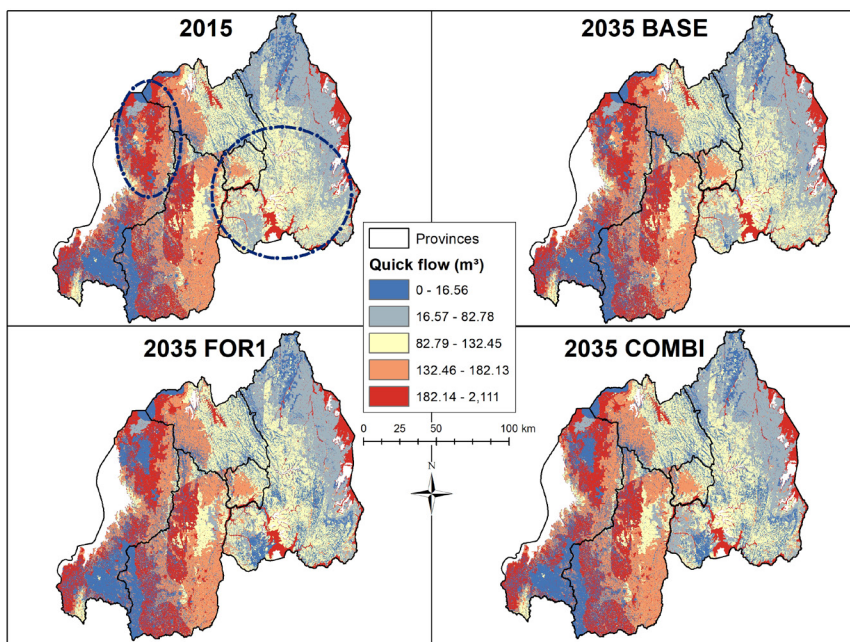 2015
2035 BASE
Provinces
Quick flow (m³)
0 - 16.56
16.57 - 82.78
82.79 - 132.45
132.46 - 182.13
182.14 - 2,111
2035 FOR1
2035 COMBI
0 25 50 100 km
N